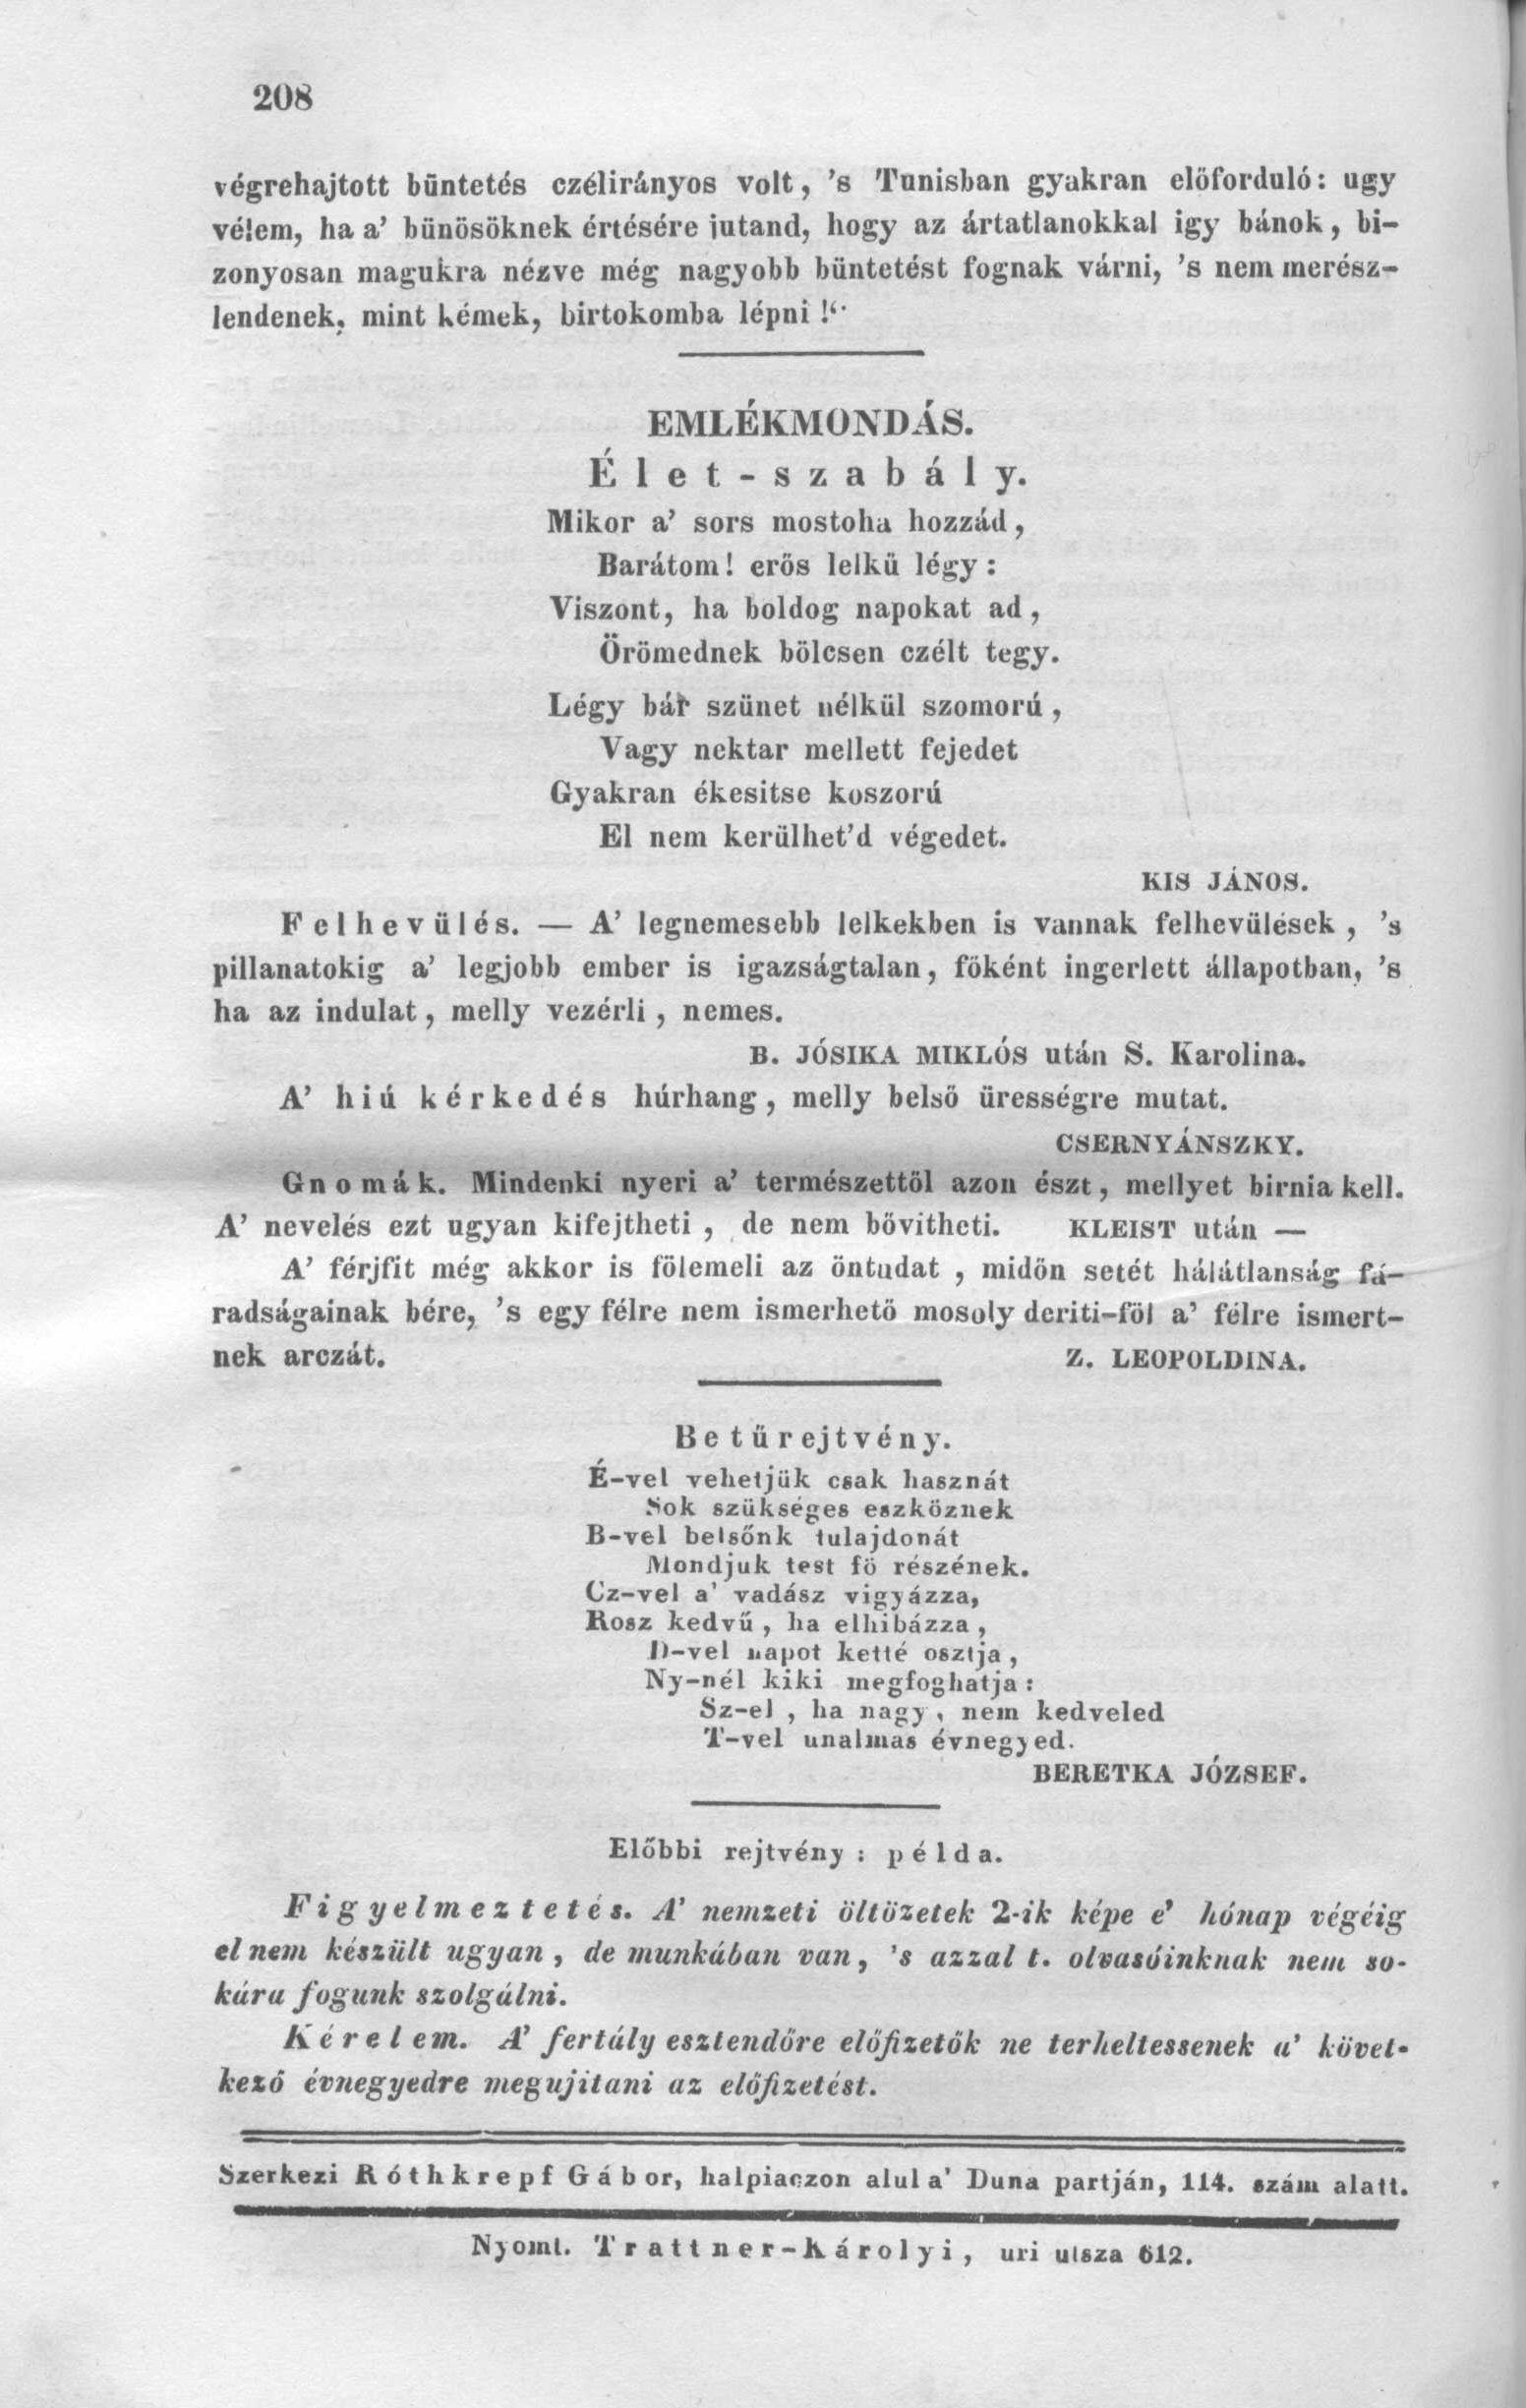 208
végrehajtott büntetés czélirányos volt, 's Tunisban gyakran előforduló: ugy
vélem, ha a' bünösöknek értésére jutand, hogy az ártatlanokkal igy bánok, bi-
zonyosan magukra nézve még nagyobb büntetést fognak várni, 's nem merész-
lendenek, mint kémek, birtokomba lépni!“
EMLÉKMONDÁS.
Élet-szabály.
Mikor a' sors mostoha hozzád,
Barátom! erős lelkü légy:
Viszont, ha boldog napokat ad,
Örömednek bölcsen czélt tegy.
Légy bár szünet nélkül szomorú,
Vagy nektar mellett fejedet
Gyakran ékesitse koszorú
El nem kerülhet'd végedet.
KIS JÁNOS.
Felhevülés. — A' legnemesebb lelkekben is vannak felhevülések, 's
pillanatokig a' legjobb ember is igazságtalan, főként ingerlett állapotban, 's
ha az indulat, melly vezérli, nemes.
B. JÓSIKA MIKLÓS után S. Karolina.
A' hiú kérkedés húrhang, melly belső ürességre mutat.
CSERNYÁNSZKY.
Gnomák. Mindenki nyeri a' természettől azon észt, mellyet birnia kell.
A' nevelés ezt ugyan kifejtheti, de nem bővitheti. KLEIST után —
A' férjfit még akkor is fölemeli az öntudat, midőn setét hálátlanság fá-
radságainak bére, 's egy félre nem ismerhető mosoly deriti-föl a' félre ismert-
nek arczát. Z. LEOPOLDINA.
Betűrejtvény.
É-vel vehetjük csak hasznát
Sok szükséges eszköznek
B-vel belsőnk tulajdonát
Mondjuk test fő részének.
Cz-vel a' vadász vigyázza,
Rosz kedvű, ha elhibázza,
D-vel napot ketté osztja,
Ny-nél kiki megfoghatja:
Sz-el, ha nagy, nem kedveled
T-vel unalmas évnegyed.
BERETKA JÓZSEF.
Előbbi rejtvény: példa.
Figyelmeztetés. A' nemzeti öltözetek 2-ik képe e' hónap végéig
el nem készült ugyan, de munkában van, 's azzal t. olvasóinknak nem so-
kára fogunk szolgálni.
Kérelem. A' fertály esztendőre előfizetők ne terheltessenek a' követ-
kező évnegyedre megujitani az előfizetést.
Szerkezi Róthkrepf Gábor, halpiaczon alul a' Duna partján, 114. szám alatt.
Nyomt. Trattner-Károlyi, uri utsza 612.